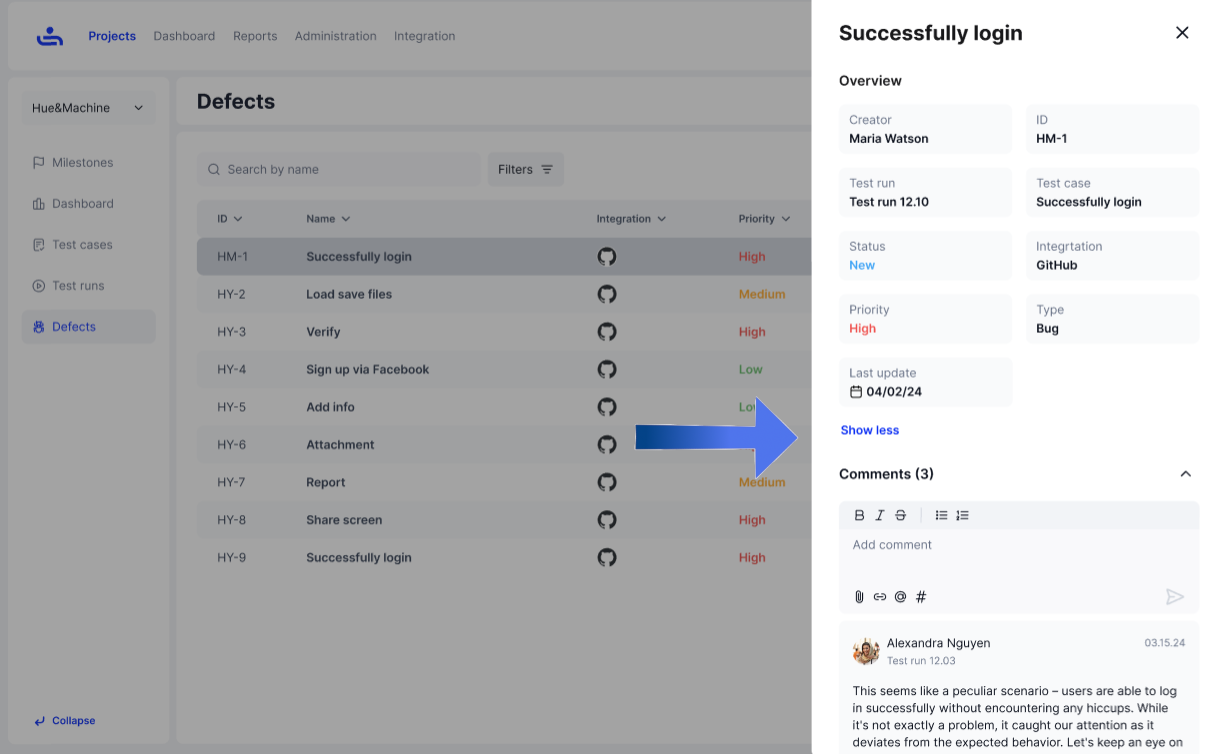 Projects Dashboard Reports Administration Integration
Hue&Machine
Milestones
Dashboard
Test cases
Test runs
Defects
Collapse
Defects
Search by name Filters
ID Name Integration Priority
HM-1 Successfully login High
HY-2 Load save files Medium
HY-3 Verify High
HY-4 Sign up via Facebook Low
HY-5 Add info
HY-6 Attachment
HY-7 Report Medium
HY-8 Share screen High
HY-9 Successfully login High
Successfully login
Overview
Creator
Maria Watson
ID
HM-1
Test run
Test run 12.10
Test case
Successfully login
Status
New
Integrtation
GitHub
Priority
High
Type
Bug
Last update
04/02/24
Show less
Comments (3)
B I S
Add comment
@ #
Alexandra Nguyen 03.15.24
Test run 12.03
This seems like a peculiar scenario – users are able to log
in successfully without encountering any hiccups. While
it's not exactly a problem, it caught our attention as it
deviates from the expected behavior. Let's keep an eye on